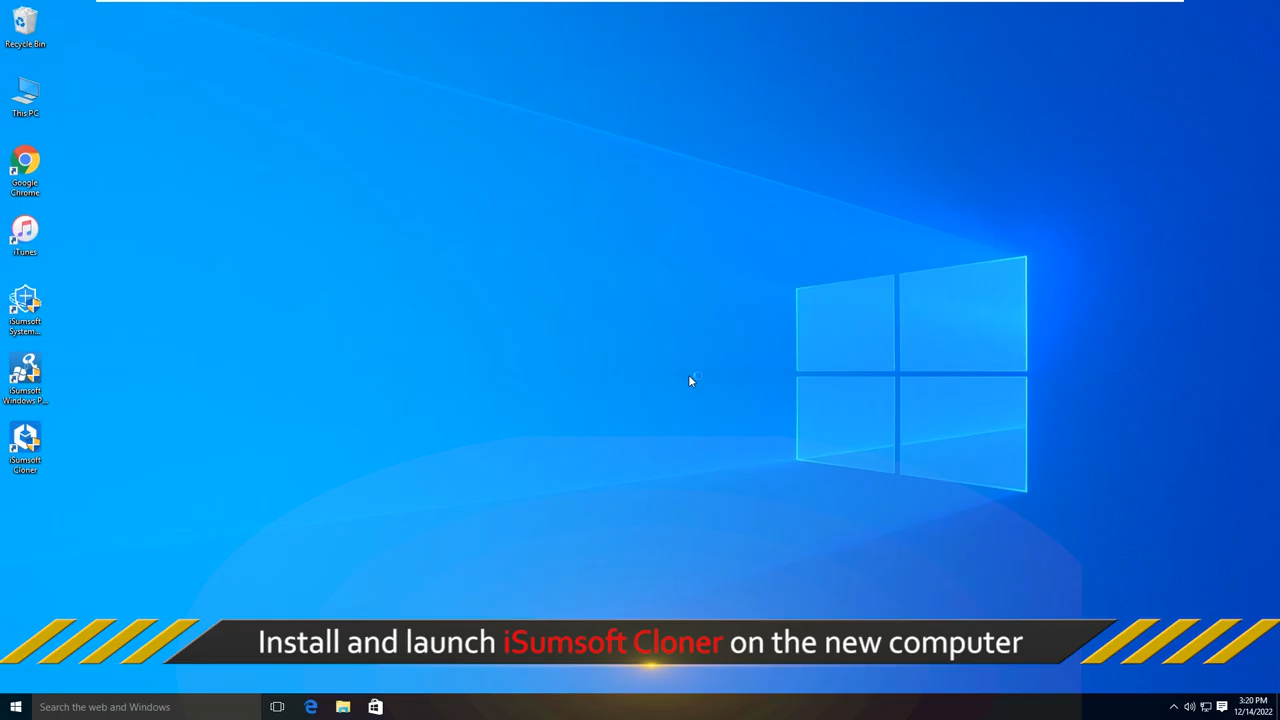 Recycle Bin
This PC
Google
Chrome
iTunes
iSumsoft
System...
iSumsoft
Windows P...
iSumsoft
Cloner
Install and launch iSumsoft Cloner on the new computer
Search the web and Windows
3:20 PM
12/14/2022